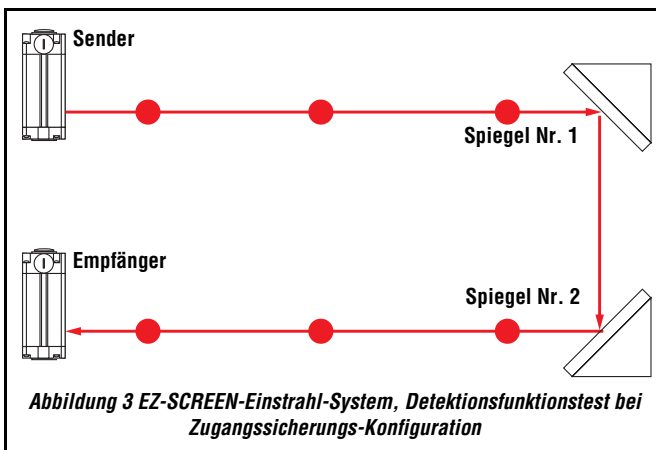 Sender
Spiegel Nr. 1
Empfänger
Spiegel Nr. 2
Abbildung 3 EZ-SCREEN-Einstrahl-System, Detektionsfunktionstest bei
Zugangssicherungs-Konfiguration